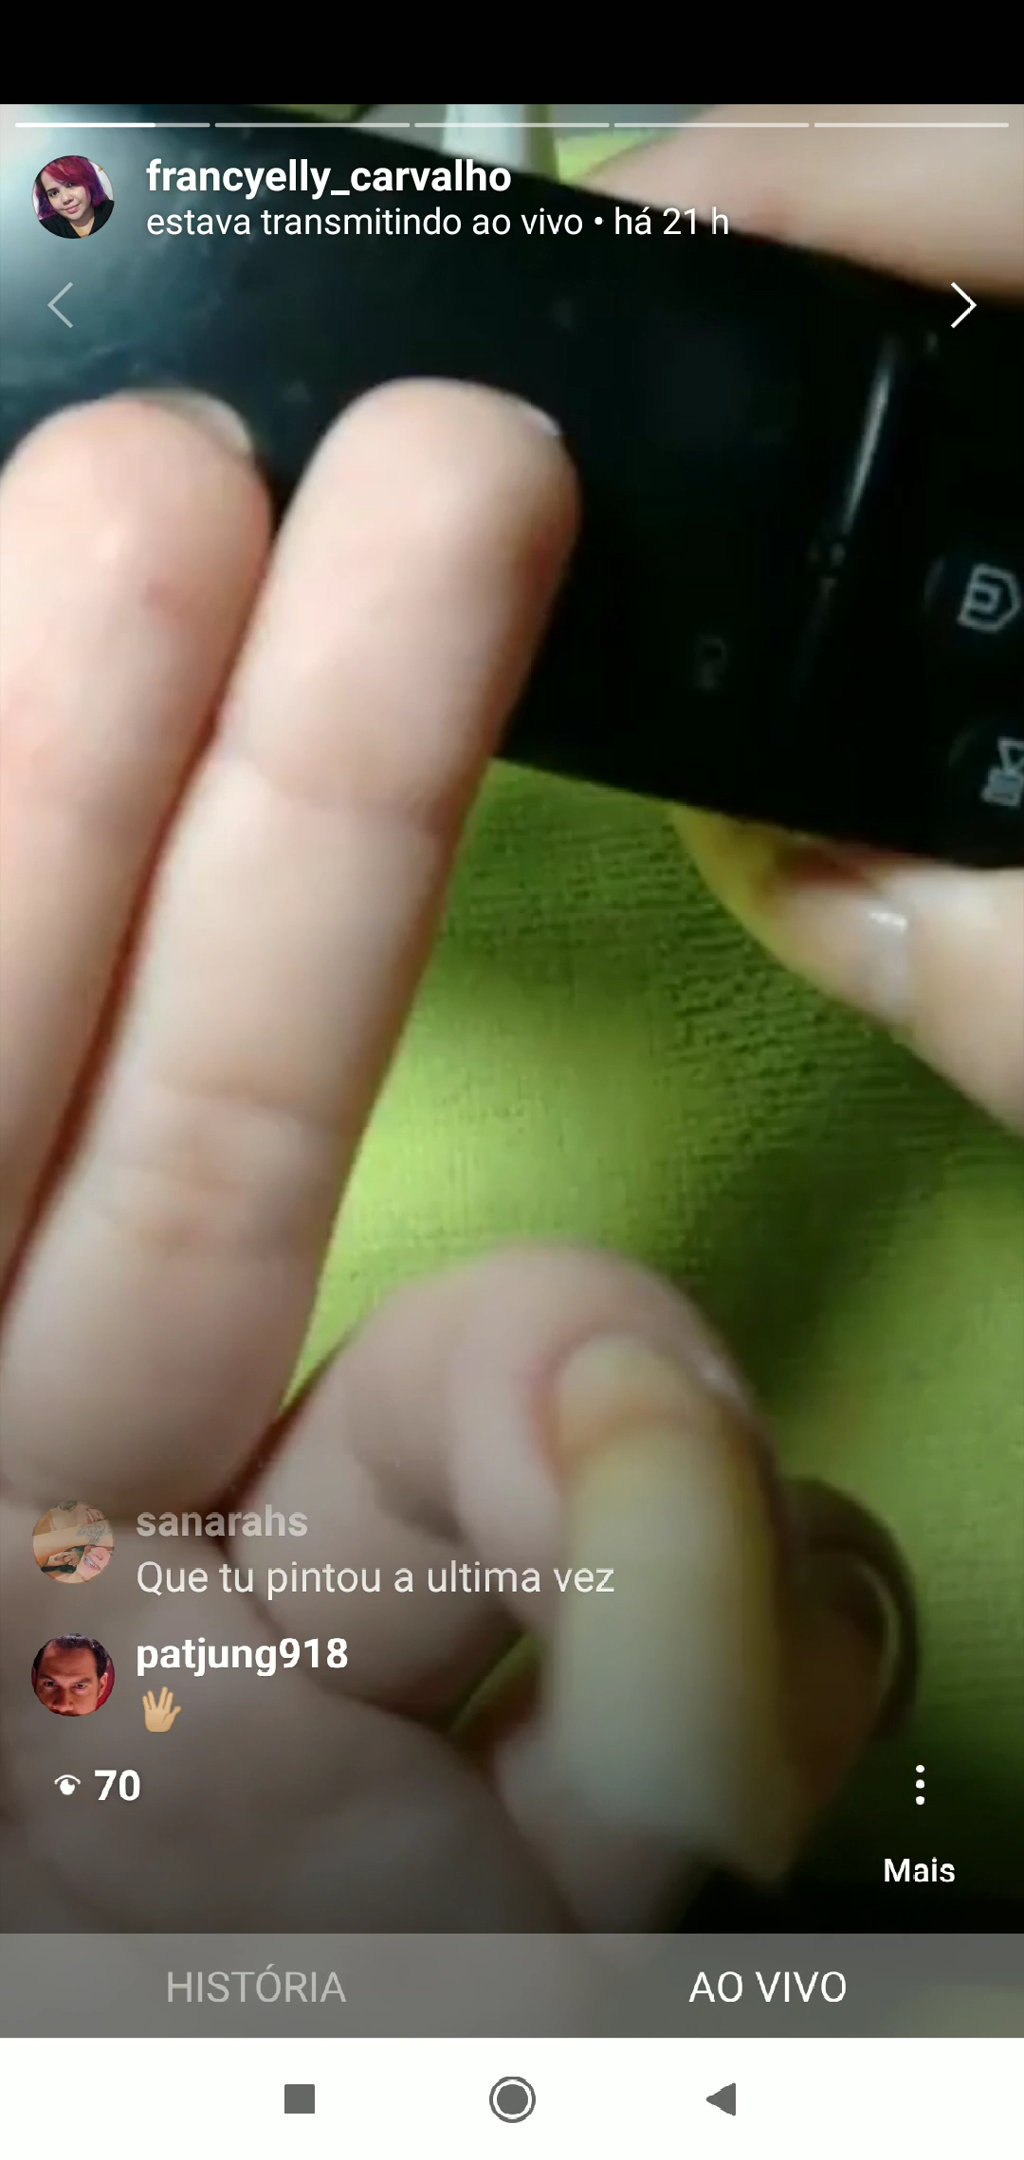 francyelly_carvalho
estava transmitindo ao vivo • há 21 h
sanarahs
Que tu pintou a ultima vez
patjung918
🖖🏼
70
Mais
HISTÓRIA
AO VIVO